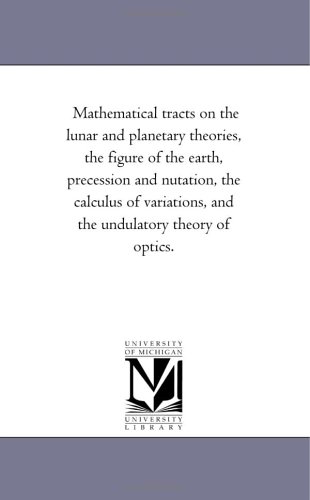 Mathematical tracts on the
lunar and planetary theories,
the figure of the earth,
precession and nutation, the
calculus of variations, and
the undulatory theory of
optics.
UNIVERSITY
OF MICHIGAN
UNIVERSITY
LIBRARY